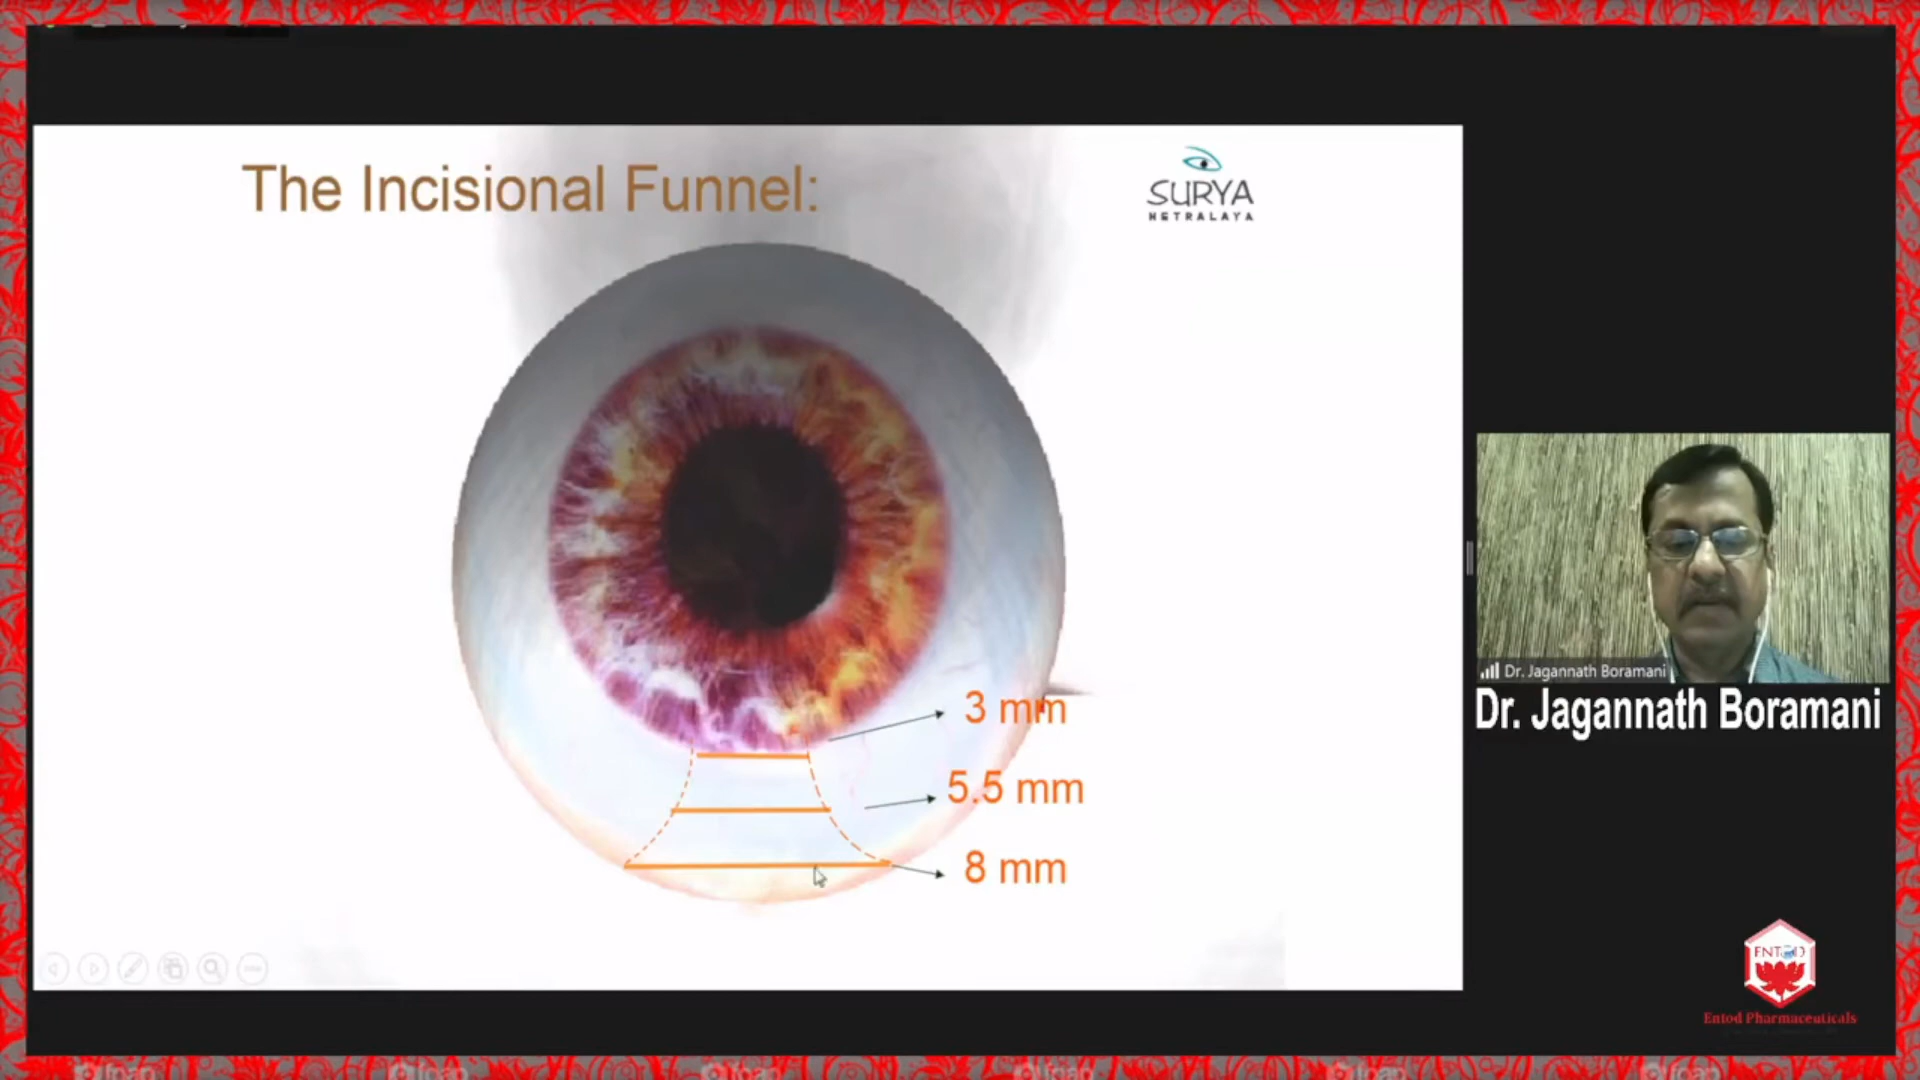 The Incisional Funnel:
SURYA
NETRALAYA
3 mm
5.5 mm
8 mm
Dr. Jagannath Boramani
Dr. Jagannath Boramani
ENTOD
Entod Pharmaceuticals